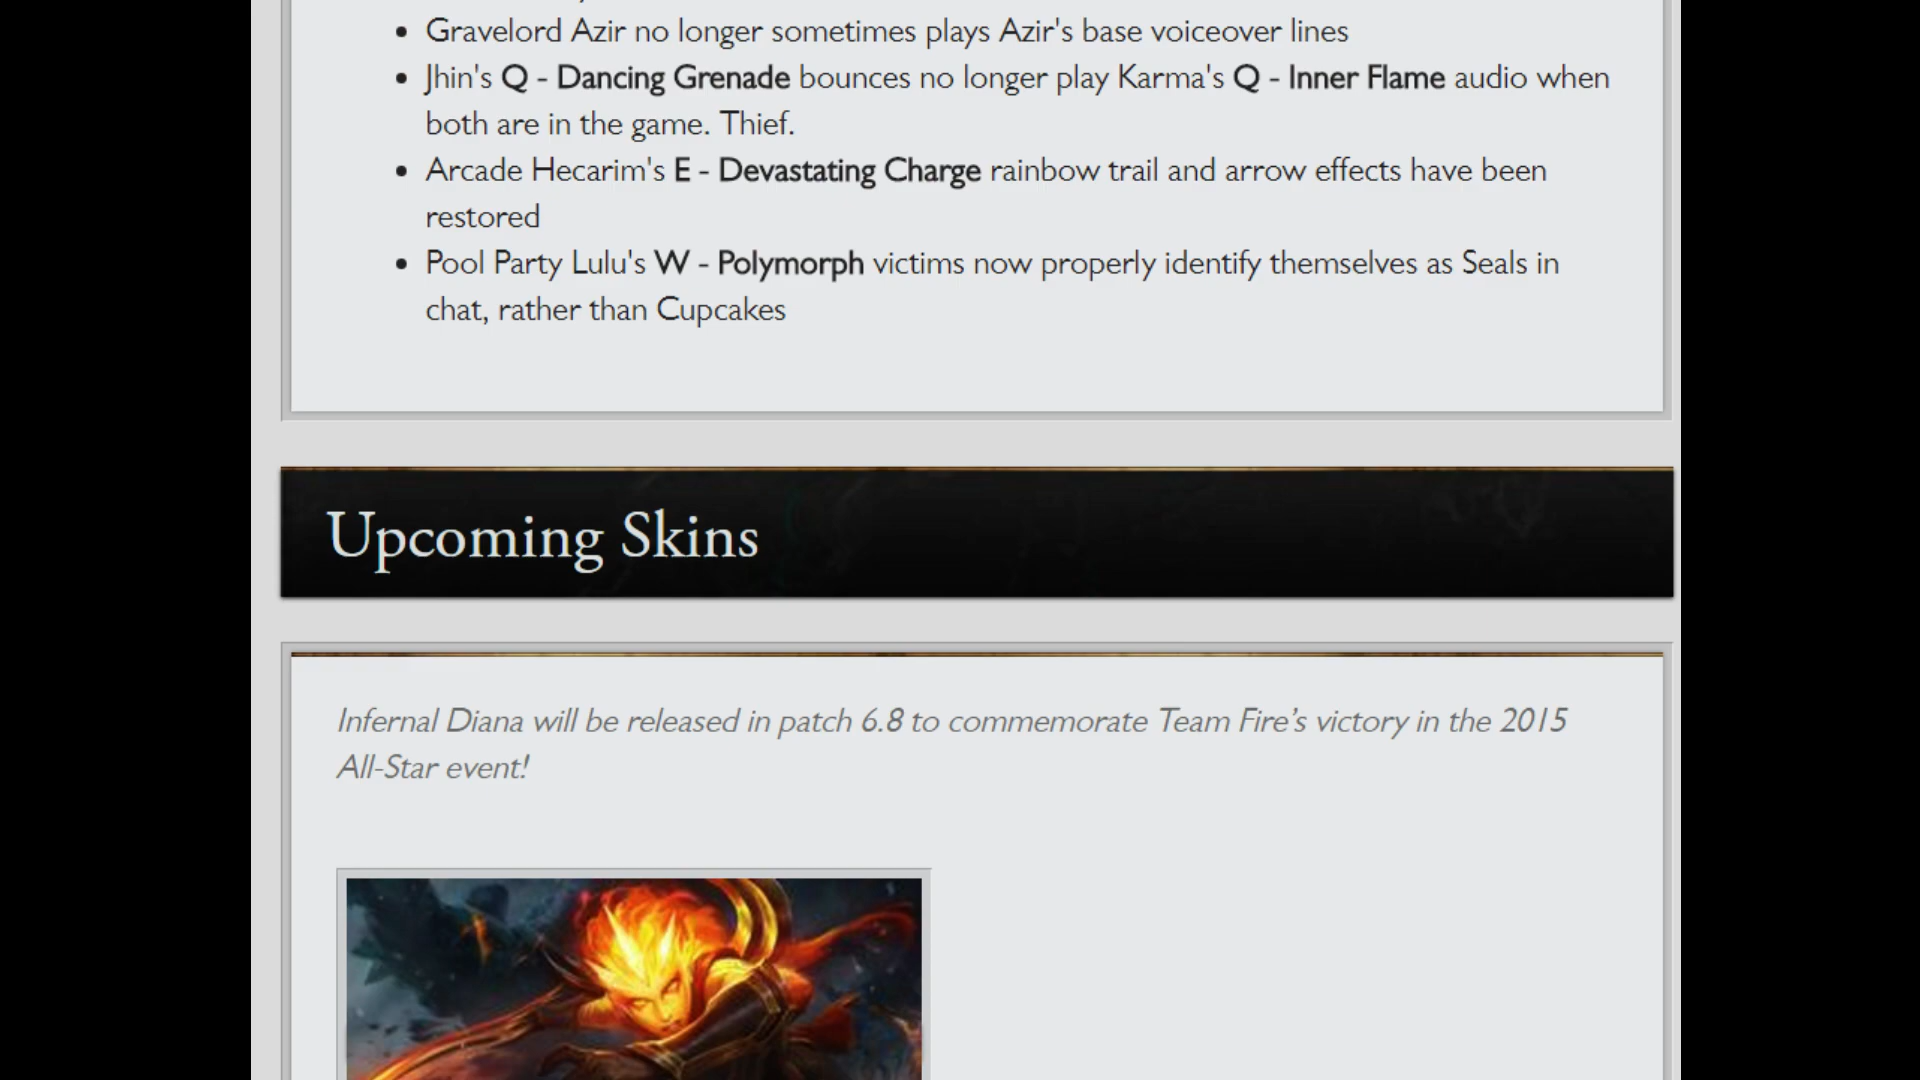 Gravelord Azir no longer sometimes plays Azir's base voiceover lines
Jhin's Q - Dancing Grenade bounces no longer play Karma's Q - Inner Flame audio when
both are in the game. Thief.
Arcade Hecarim's E - Devastating Charge rainbow trail and arrow effects have been
restored
Pool Party Lulu's W - Polymorph victims now properly identify themselves as Seals in
chat, rather than Cupcakes
Upcoming Skins
Infernal Diana will be released in patch 6.8 to commemorate Team Fire’s victory in the 2015
All-Star event!